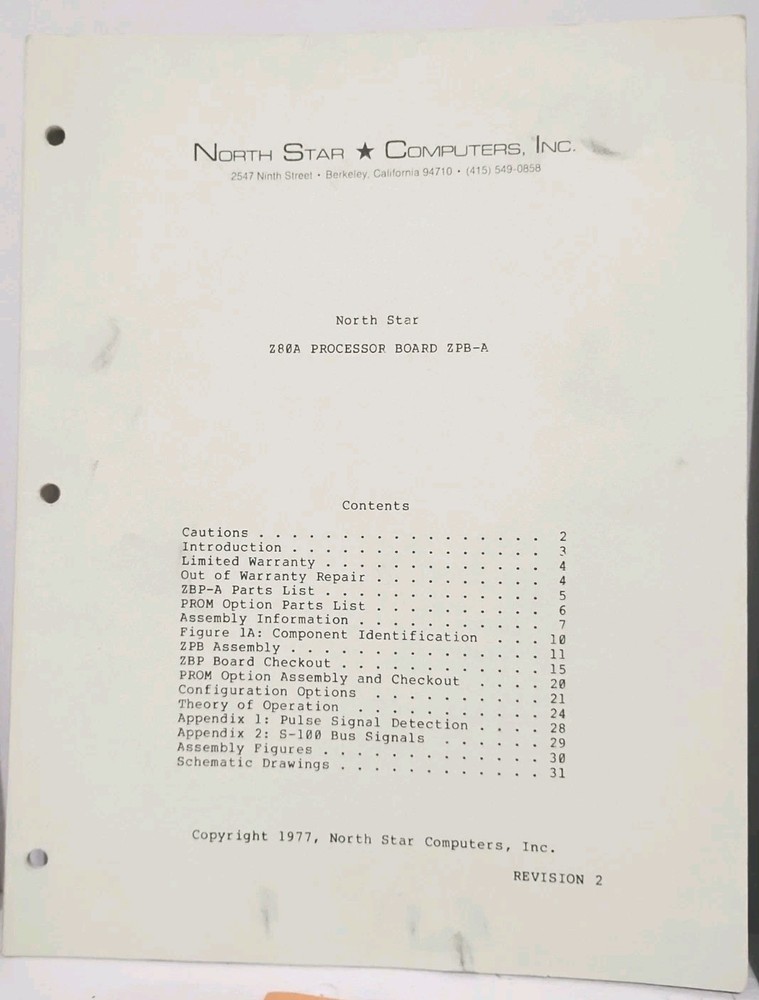 NORTH STAR ★ COMPUTERS, INC.
2547 Ninth Street • Berkeley, California 94710 • (415) 549-0858
North Star
Z80A PROCESSOR BOARD ZPB-A
Contents
Cautions . . . . . . . . . . . . . . . . . 2
Introduction . . . . . . . . . . . . . . . 3
Limited Warranty . . . . . . . . . . . . . 4
Out of Warranty Repair . . . . . . . . . . 4
ZBP-A Parts List . . . . . . . . . . . . . 5
PROM Option Parts List . . . . . . . . . . 6
Assembly Information . . . . . . . . . . . 7
Figure 1A: Component Identification . . . 10
ZPB Assembly . . . . . . . . . . . . . . . 11
ZBP Board Checkout . . . . . . . . . . . . 15
PROM Option Assembly and Checkout . . . . 20
Configuration Options . . . . . . . . . . 21
Theory of Operation . . . . . . . . . . . 24
Appendix 1: Pulse Signal Detection . . . . 28
Appendix 2: S-100 Bus Signals . . . . . . 29
Assembly Figures . . . . . . . . . . . . . 30
Schematic Drawings . . . . . . . . . . . . 31
Copyright 1977, North Star Computers, Inc.
REVISION 2